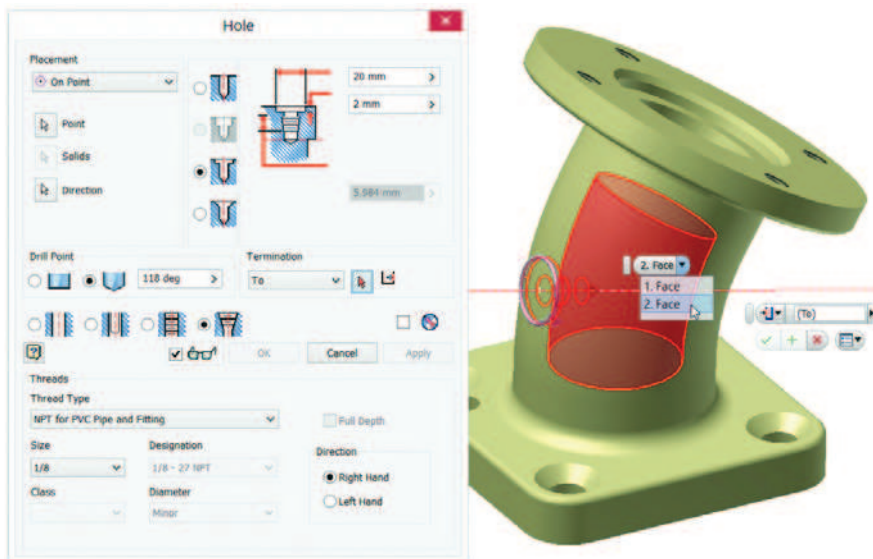 Hole
Placement
On Point
20 mm
2 mm
Point
Solids
Direction
5.984 mm
Drill Point
Termination
118 deg
To
OK
Cancel
Apply
Threads
Thread Type
NPT for PVC Pipe and Fitting
Full Depth
Size
Designation
Direction
1/8
1/8 - 27 NPT
Right Hand
Class
Diameter
Left Hand
Minor
2. Face
1. Face
2. Face
(To)